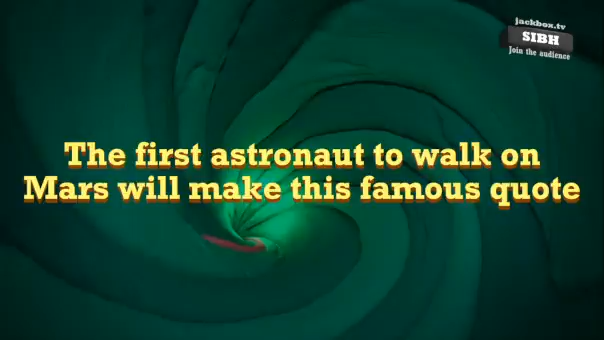 jackbox.tv
SIBH
Join the audience
The first astronaut to walk on
Mars will make this famous quote